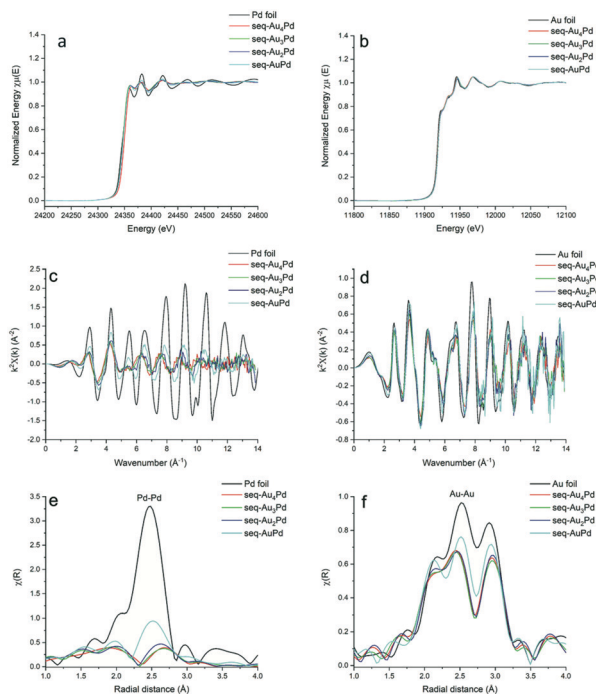 a
Pd foil
seq-Au₄Pd
seq-Au₃Pd
seq-Au₂Pd
seq-AuPd
Normalized Energy χμ(E)
1.4
1.2
1.0
0.8
0.6
0.4
0.2
0.0
24200 24250 24300 24350 24400 24450 24500 24550 24600
Energy (eV)
b
Au foil
seq-Au₄Pd
seq-Au₃Pd
seq-Au₂Pd
seq-AuPd
Normalized Energy χμ(E)
1.4
1.2
1.0
0.8
0.6
0.4
0.2
0.0
11800 11850 11900 11950 12000 12050 12100
Energy (eV)
c
Pd foil
seq-Au₄Pd
seq-Au₃Pd
seq-Au₂Pd
seq-AuPd
k²X(k) (A⁻²)
2.5
2.0
1.5
1.0
0.5
0.0
-0.5
-1.0
-1.5
-2.0
0 2 4 6 8 10 12 14
Wavenumber (Å⁻¹)
d
Au foil
seq-Au₄Pd
seq-Au₃Pd
seq-Au₂Pd
seq-AuPd
k²X(k) (A⁻²)
1.0
0.8
0.6
0.4
0.2
0.0
-0.2
-0.4
-0.6
-0.8
0 2 4 6 8 10 12 14
Wavenumber (Å⁻¹)
e
Pd-Pd
Pd foil
seq-Au₄Pd
seq-Au₃Pd
seq-Au₂Pd
seq-AuPd
χ(R)
3.5
3.0
2.5
2.0
1.5
1.0
0.5
0.0
1.0 1.5 2.0 2.5 3.0 3.5 4.0
Radial distance (Å)
f
Au-Au
Au foil
seq-Au₄Pd
seq-Au₃Pd
seq-Au₂Pd
seq-AuPd
χ(R)
1.0
0.8
0.6
0.4
0.2
0.0
1.0 1.5 2.0 2.5 3.0 3.5 4.0
Radial distance (Å)